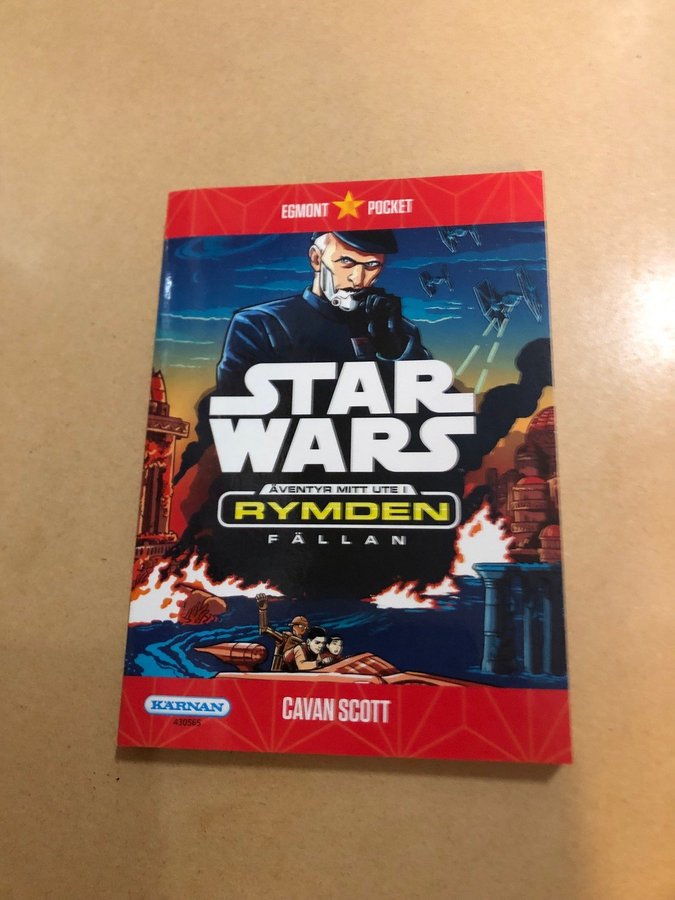 EGMONT POCKET
STAR
WARS
ÄVENTYR MITT UTE I
RYMDEN
FÄLLAN
KÄRNAN
430565
CAVAN SCOTT